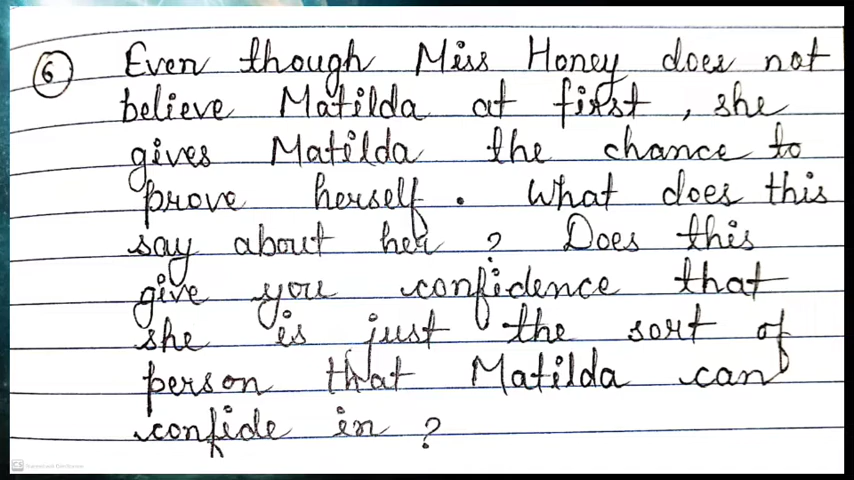 6 Even though Miss Honey does not
believe Matilda at first, she
gives Matilda the chance to
prove herself. What does this
say about her? Does this
give you confidence that
she is just the sort of
person that Matilda can
confide in?